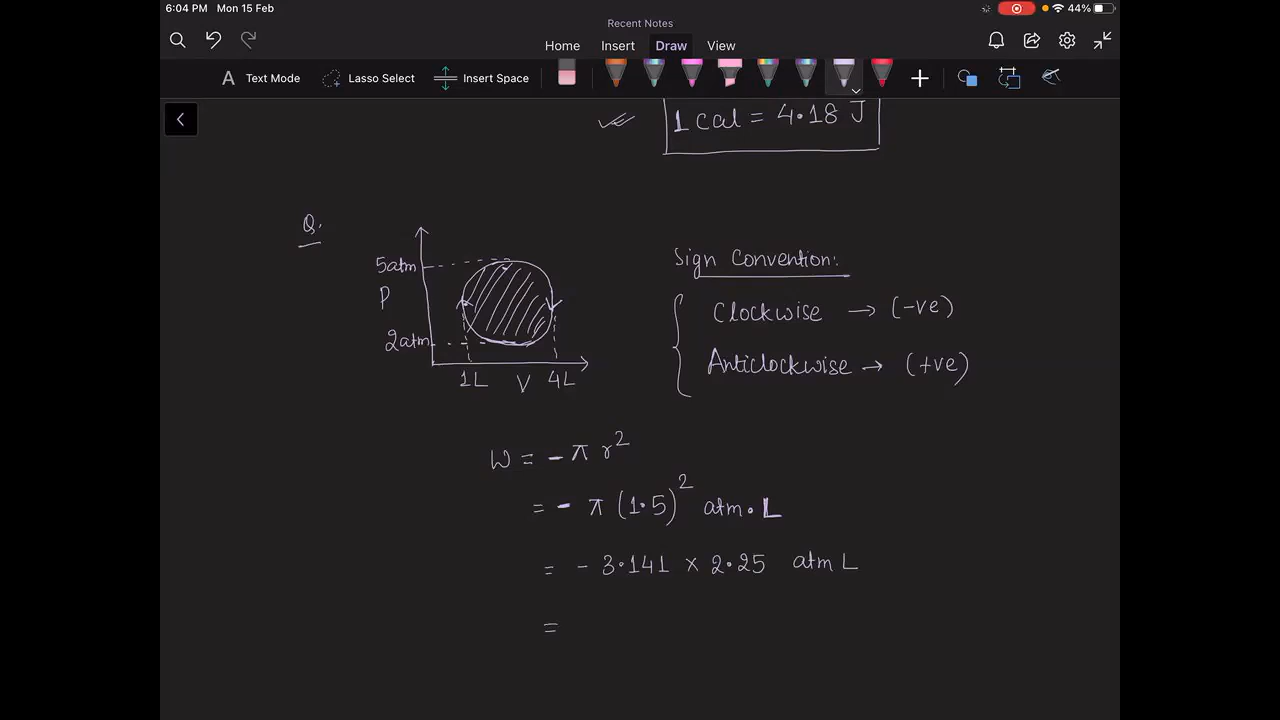 6:04 PM Mon 15 Feb
44%
Recent Notes
Home Insert Draw View
Text Mode Lasso Select Insert Space
1 cal = 4.18 J
Q.
5atm
P
2atm
1L V 4L
Sign Convention:
Clockwise → (-ve)
Anticlockwise → (+ve)
W = - π r²
= - π (1.5)² atm. L
= - 3.141 × 2.25 atm L
=